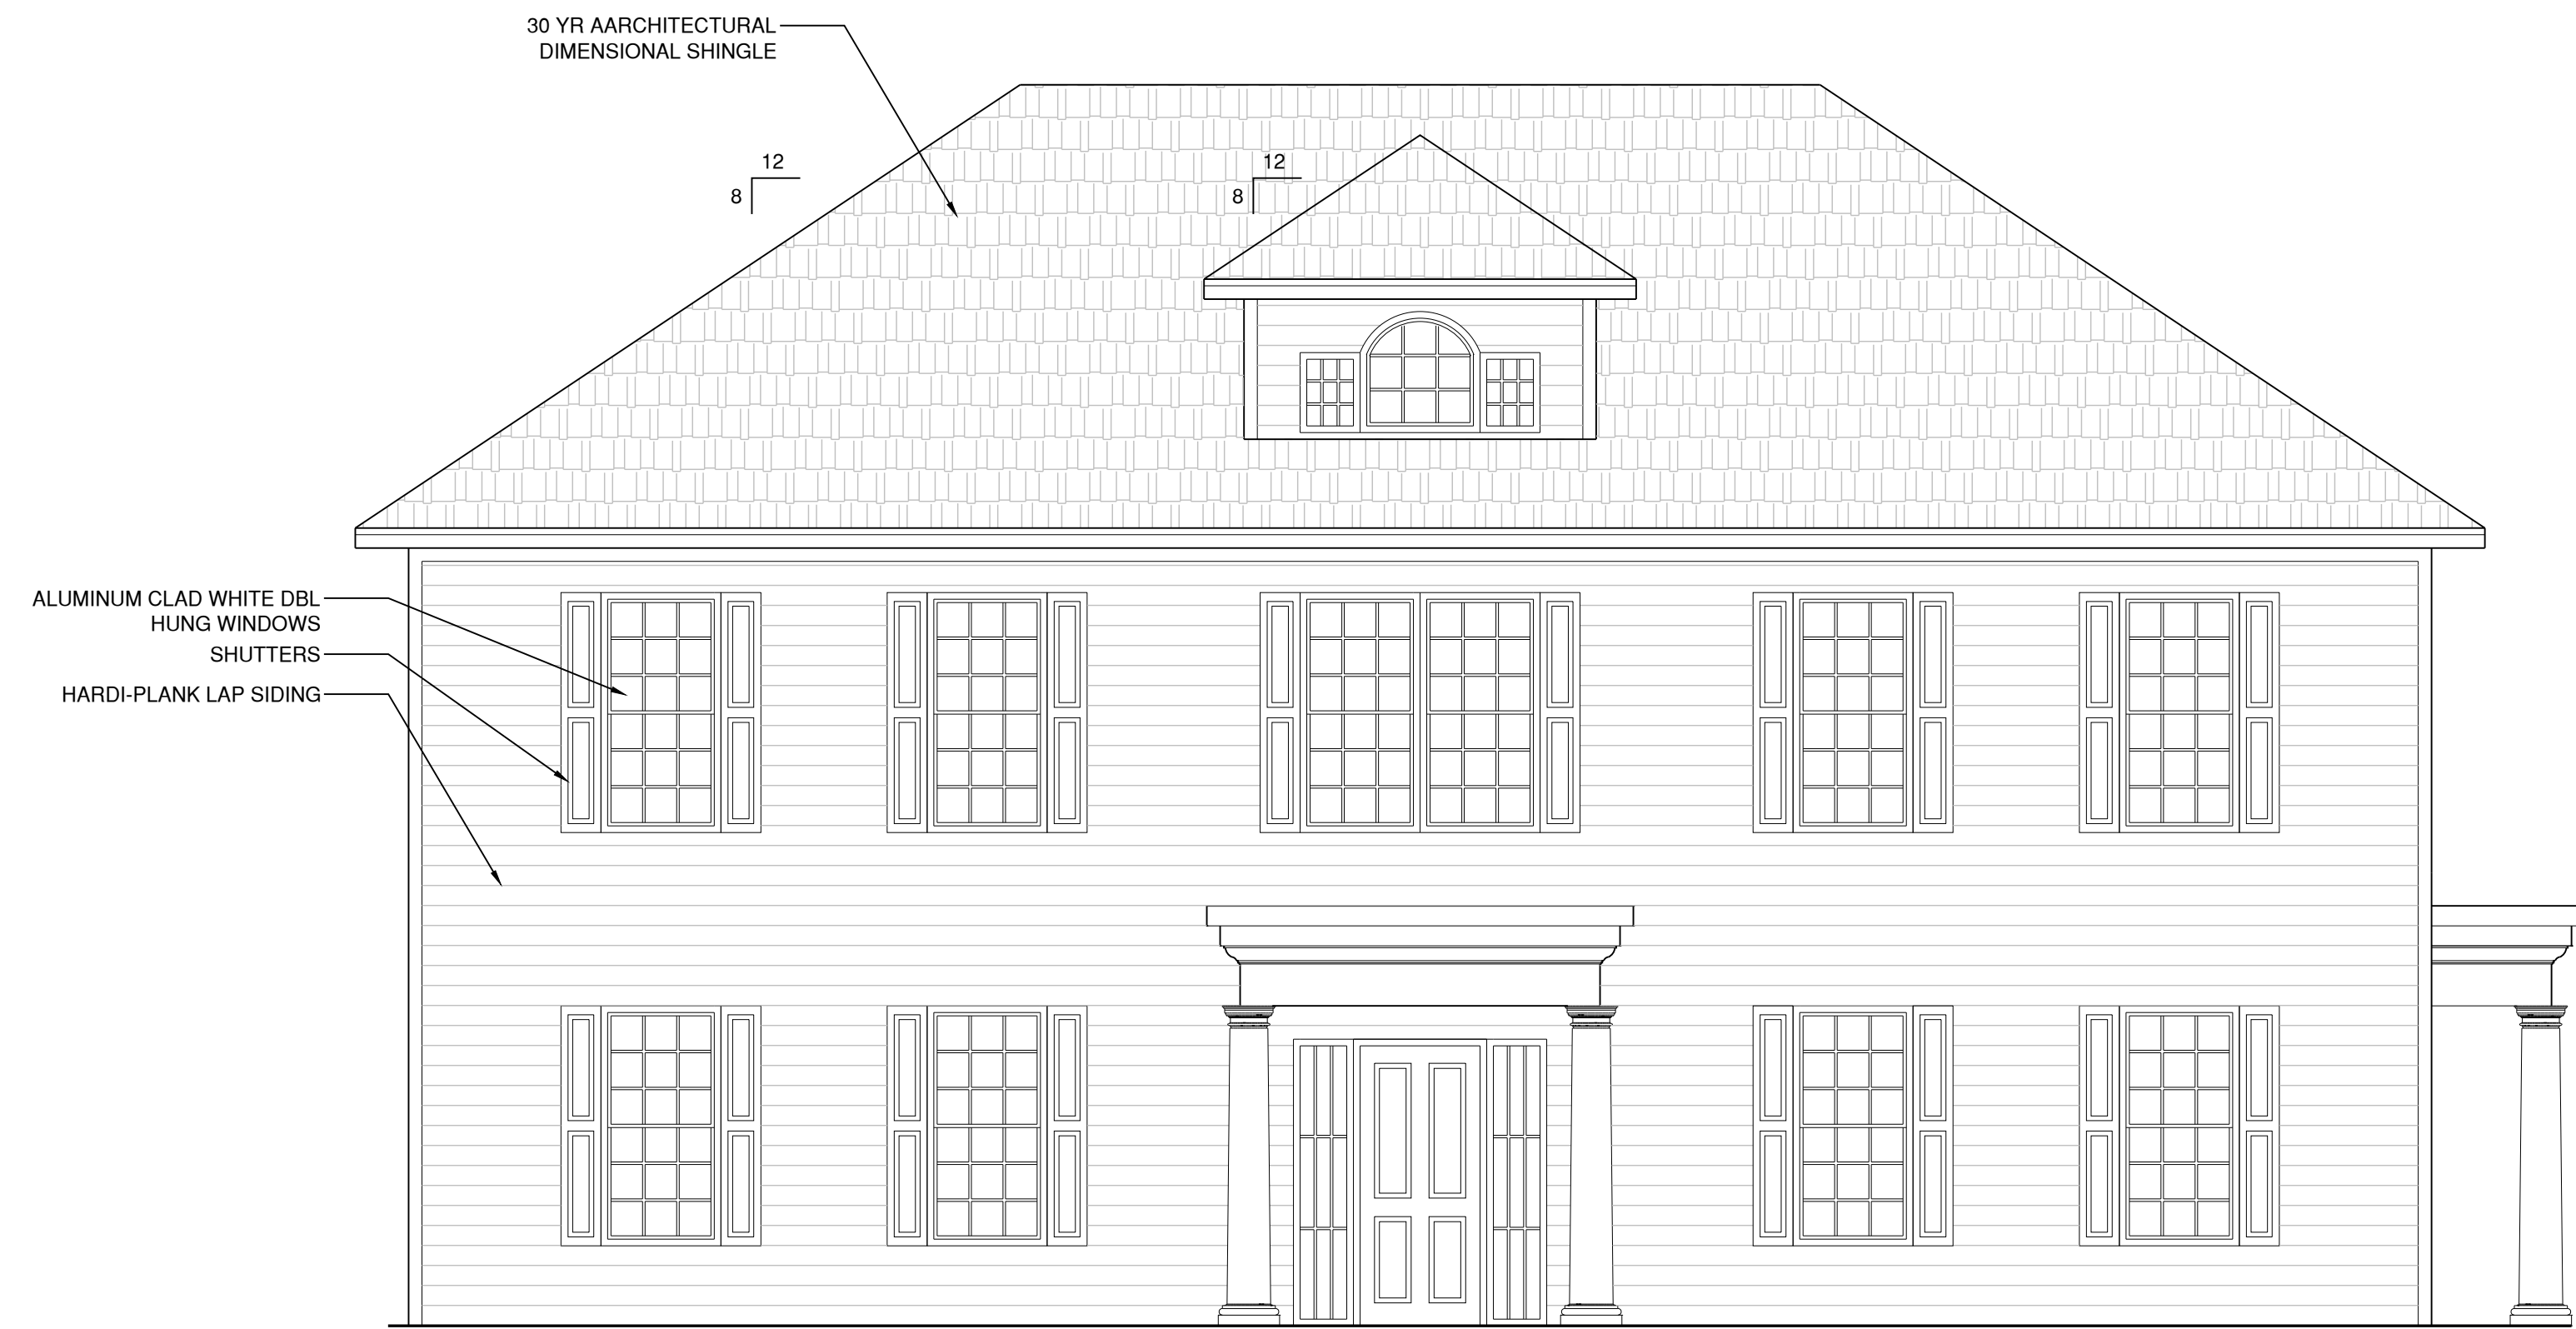 30 YR AARCHITECTURAL
DIMENSIONAL SHINGLE
12
8
12
8
ALUMINUM CLAD WHITE DBL
HUNG WINDOWS
SHUTTERS
HARDI-PLANK LAP SIDING